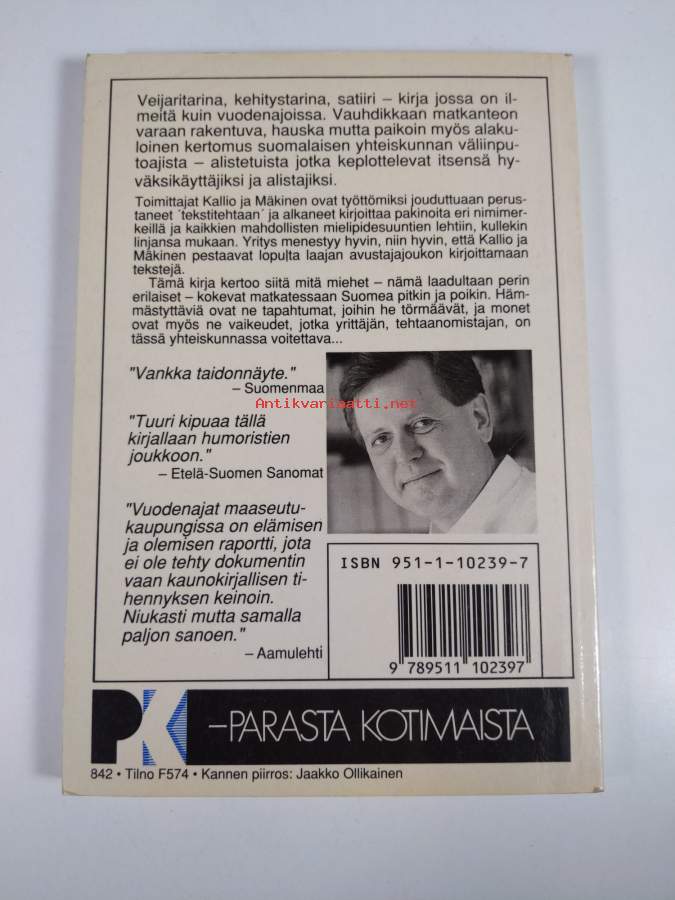 Veijaritarina, kehitystarina, satiiri – kirja jossa on il-
meitä kuin vuodenajoissa. Vauhdikkaan matkanteon
varaan rakentuva, hauska mutta paikoin myös alaku-
loinen kertomus suomalaisen yhteiskunnan väliinpu-
toajista – alistetuista jotka keplottelevat itsensä hy-
väksikäyttäjiksi ja alistajiksi.
Toimittajat Kallio ja Mäkinen ovat työttömiksi jouduttuaan perus-
taneet ´tekstitehtaan´ ja alkaneet kirjoittaa pakinoita eri nimimer-
keillä ja kaikkien mahdollisten mielipidesuuntien lehtiin, kullekin
linjansa mukaan. Yritys menestyy hyvin, niin hyvin, että Kallio ja
Mäkinen pestaavat lopulta laajan avustajajoukon kirjoittamaan
tekstejä.
Tämä kirja kertoo siitä mitä miehet – nämä laadultaan perin
erilaiset – kokevat matkatessaan Suomea pitkin ja poikin. Häm-
mästyttäviä ovat ne tapahtumat, joihin he törmäävät, ja monet
ovat myös ne vaikeudet, jotka yrittäjän, tehtaanomistajan, on
tässä yhteiskunnassa voitettava...
"Vankka taidonnäyte."
– Suomenmaa
Antikvariaatti.net
"Tuuri kipuaa tällä
kirjallaan humoristien
joukkoon."
– Etelä-Suomen Sanomat
"Vuodenajat maaseutu-
kaupungissa on elämisen
ja olemisen raportti, jota
ei ole tehty dokumentin
vaan kaunokirjallisen ti-
hennyksen keinoin.
Niukasti mutta samalla
paljon sanoen."
– Aamulehti
ISBN 951-1-10239-7
9 789511 102397
PK –PARASTA KOTIMAISTA
842 • Tilno F574 • Kannen piirros: Jaakko Ollikainen